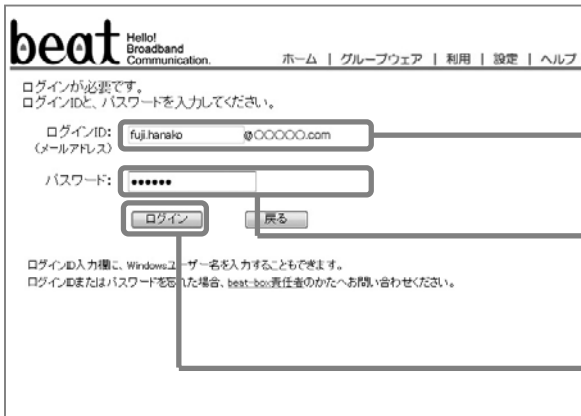 beat Hello!
Broadband
Communication.
ホーム | グループウェア | 利用 | 設定 | ヘルプ
ログインが必要です。
ログインIDと、パスワードを入力してください。
ログインID: fuji.hanako @○○○○○.com
(メールアドレス)
パスワード: ••••••
ログイン 戻る
ログインID入力欄に、Windowsユーザー名を入力することもできます。
ログインIDまたはパスワードを忘れた場合、beat-box責任者のかたへお問い合わせください。